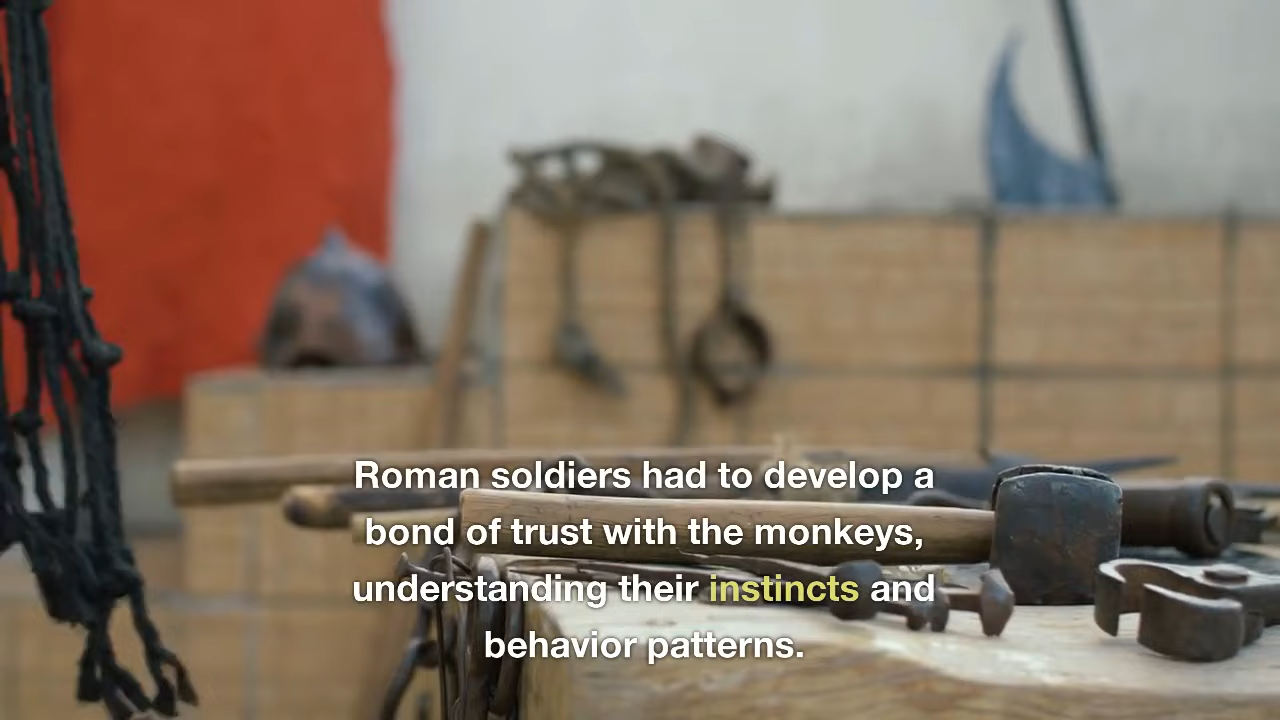 Roman soldiers had to develop a
bond of trust with the monkeys,
understanding their instincts and
behavior patterns.